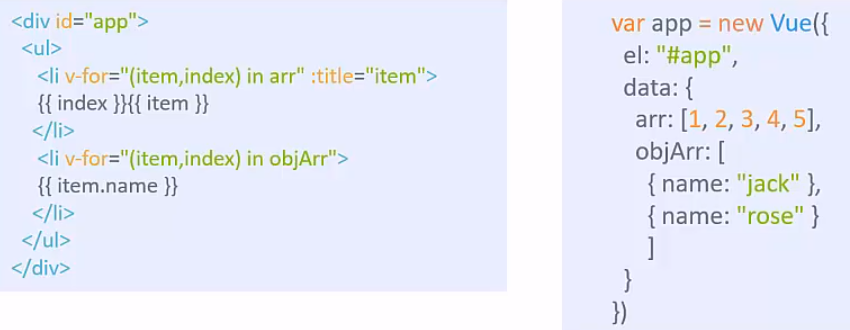 <div id="app">
<ul>
<li v-for="(item,index) in arr" :title="item">
{{ index }}{{ item }}
</li>
<li v-for="(item,index) in objArr">
{{ item.name }}
</li>
</ul>
</div>
var app = new Vue({
el: "#app",
data: {
arr: [1, 2, 3, 4, 5],
objArr: [
{ name: "jack" },
{ name: "rose" }
]
}
})